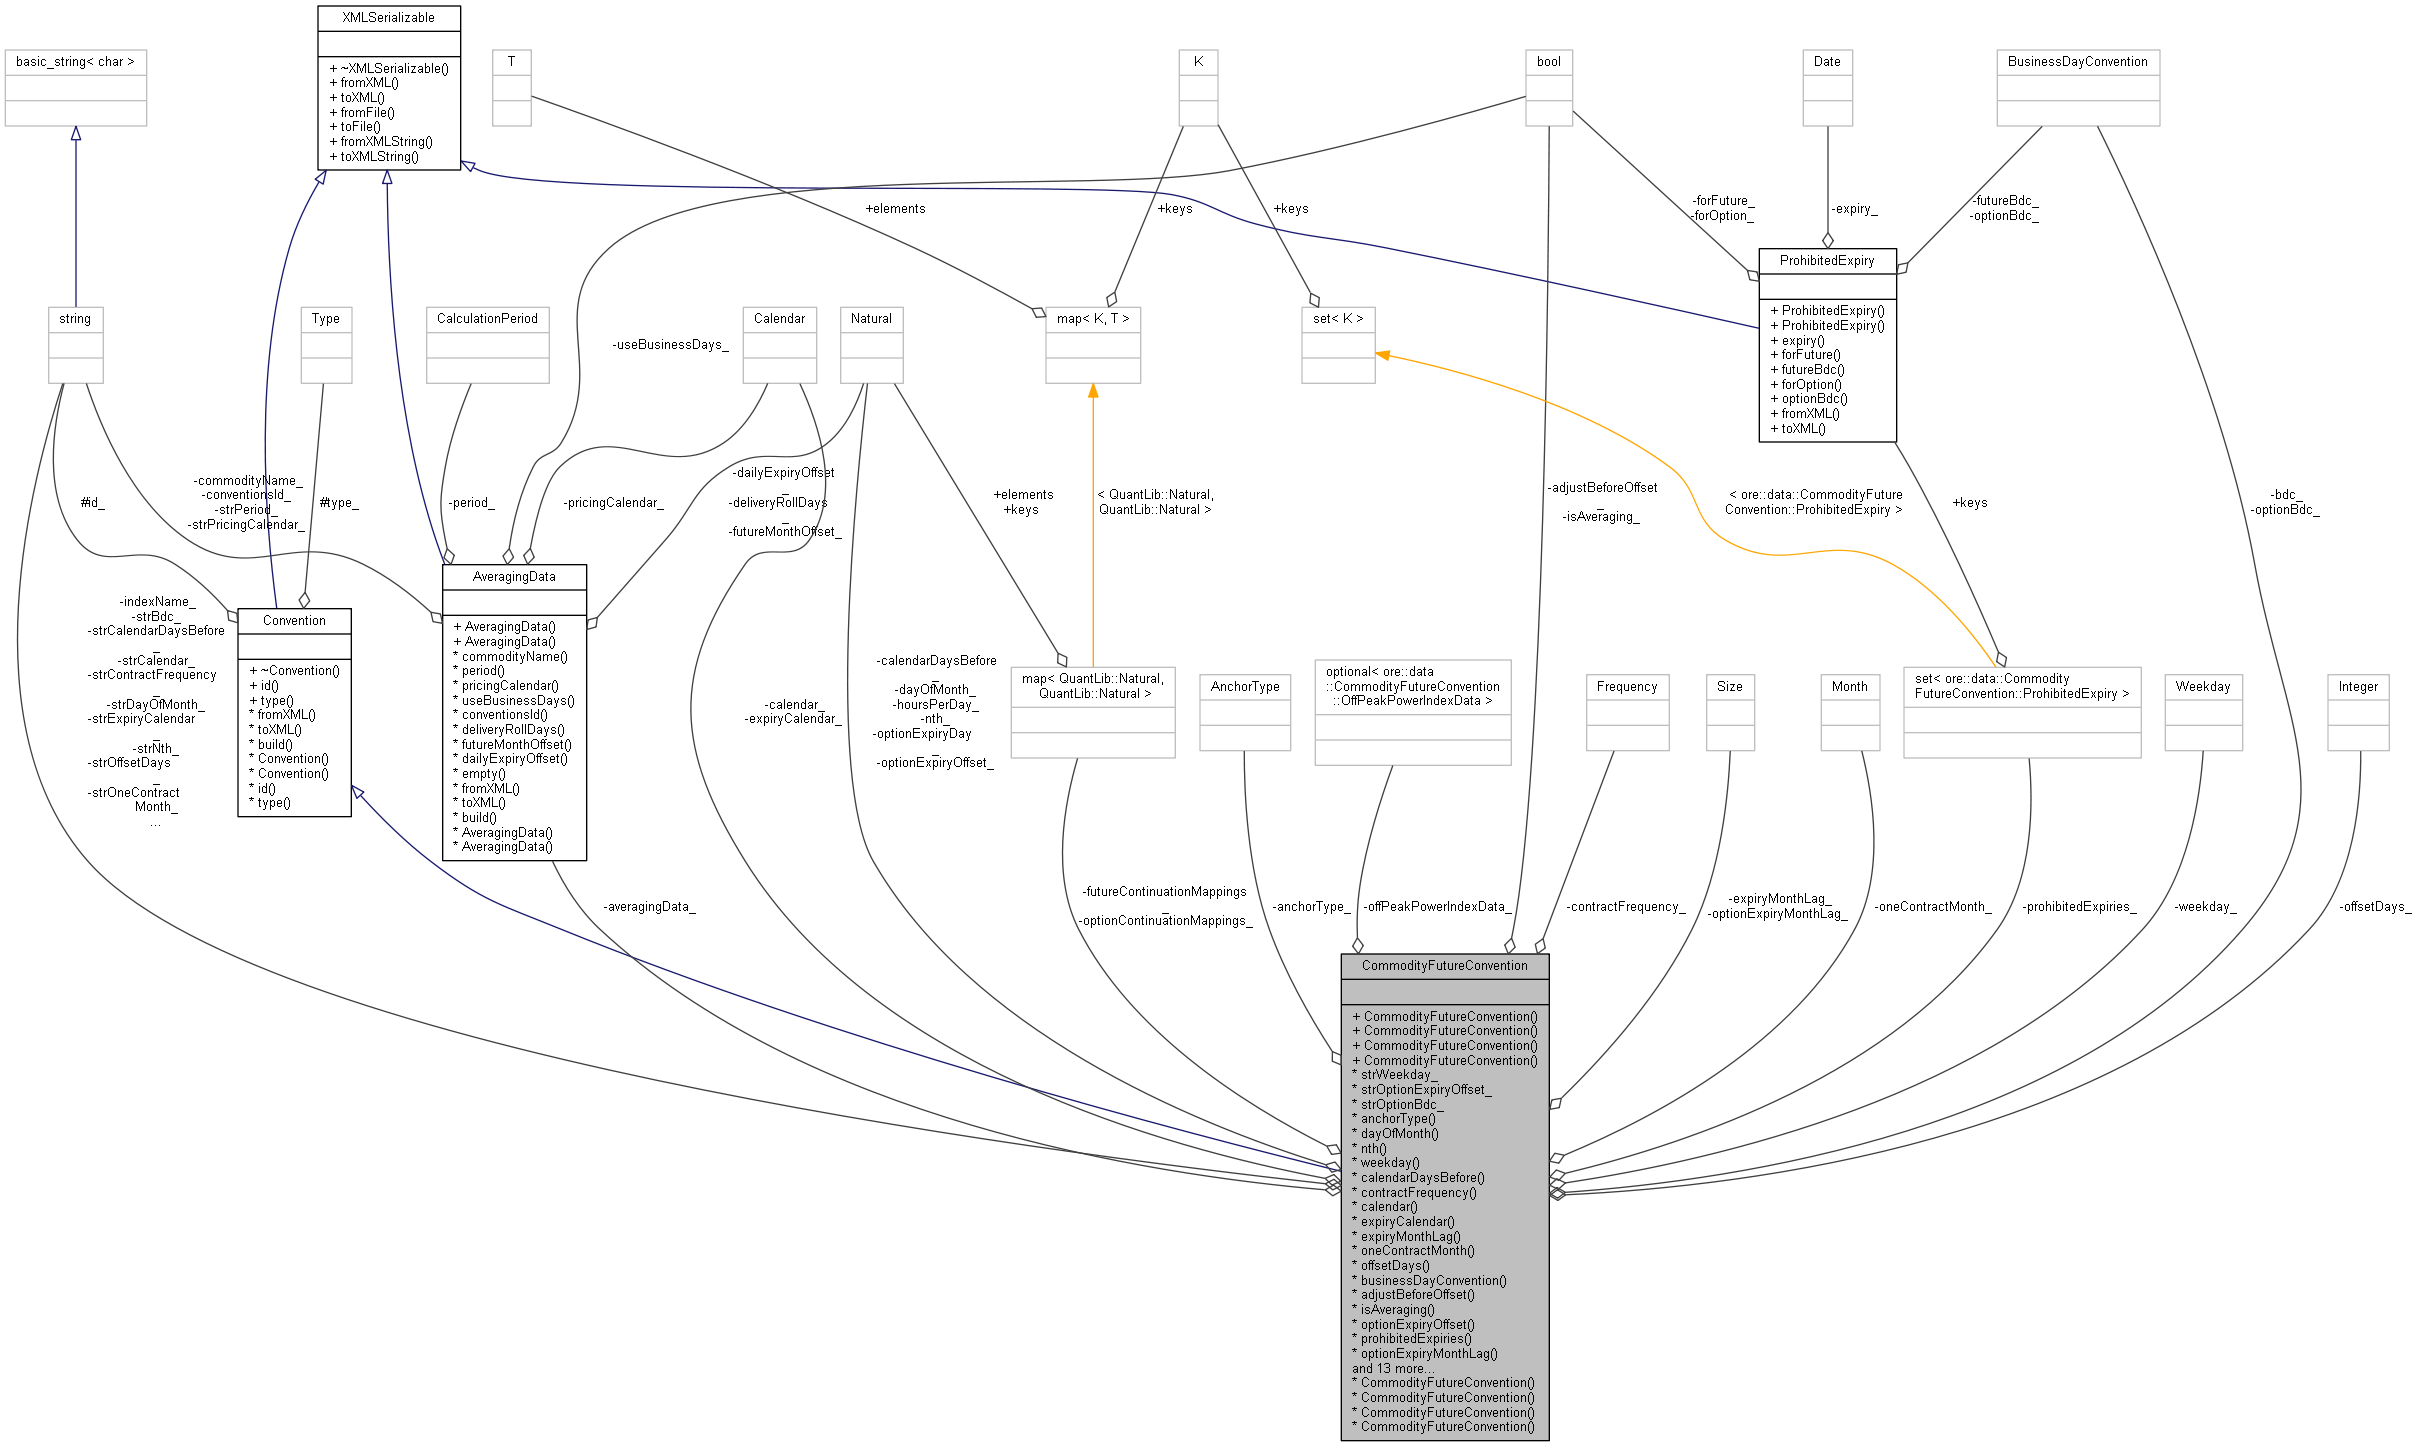 XMLSerializable
+ ~XMLSerializable()
+ fromXML()
+ toXML()
+ fromFile()
+ toFile()
+ fromXMLString()
+ toXMLString()
basic_string< char >
T
K
bool
Date
BusinessDayConvention
+elements
+keys
+keys
-forFuture_
-forOption_
-expiry_
-futureBdc_
-optionBdc_
ProhibitedExpiry
+ ProhibitedExpiry()
+ ProhibitedExpiry()
+ expiry()
+ forFuture()
+ futureBdc()
+ forOption()
+ optionBdc()
+ fromXML()
+ toXML()
string
Type
CalculationPeriod
-useBusinessDays_
Calendar
Natural
map< K, T >
set< K >
#id_
-commodityName_
-conventionsId_
-strPeriod_
-strPricingCalendar_
#type_
-period_
-pricingCalendar_
-dailyExpiryOffset
_
-deliveryRollDays
_
-futureMonthOffset_
+elements
+keys
< QuantLib::Natural,
QuantLib::Natural >
-adjustBeforeOffset
_
-isAveraging_
< ore::data::CommodityFuture
Convention::ProhibitedExpiry >
+keys
-bdc_
-optionBdc_
-indexName_
-strBdc_
-strCalendarDaysBefore
_
-strCalendar_
-strContractFrequency
_
-strDayOfMonth_
-strExpiryCalendar
_
-strNth_
-strOffsetDays
_
-strOneContract
Month_
...
Convention
+ ~Convention()
+ id()
+ type()
* fromXML()
* toXML()
* build()
* Convention()
* Convention()
* id()
* type()
AveragingData
+ AveragingData()
+ AveragingData()
* commodityName()
* period()
* pricingCalendar()
* useBusinessDays()
* conventionsId()
* deliveryRollDays()
* futureMonthOffset()
* dailyExpiryOffset()
* empty()
* fromXML()
* toXML()
* build()
* AveragingData()
* AveragingData()
-calendar_
-expiryCalendar_
-calendarDaysBefore
_
-dayOfMonth_
-hoursPerDay_
-nth_
-optionExpiryDay
_
-optionExpiryOffset_
map< QuantLib::Natural,
QuantLib::Natural >
AnchorType
optional< ore::data
::CommodityFutureConvention
::OffPeakPowerIndexData >
Frequency
Size
Month
set< ore::data::Commodity
FutureConvention::ProhibitedExpiry >
Weekday
Integer
-averagingData_
-futureContinuationMappings
_
-optionContinuationMappings_
-anchorType_
-offPeakPowerIndexData_
-contractFrequency_
-expiryMonthLag_
-optionExpiryMonthLag_
-oneContractMonth_
-prohibitedExpiries_
-weekday_
-offsetDays_
CommodityFutureConvention
+ CommodityFutureConvention()
+ CommodityFutureConvention()
+ CommodityFutureConvention()
+ CommodityFutureConvention()
* strWeekday_
* strOptionExpiryOffset_
* strOptionBdc_
* anchorType()
* dayOfMonth()
* nth()
* weekday()
* calendarDaysBefore()
* contractFrequency()
* calendar()
* expiryCalendar()
* expiryMonthLag()
* oneContractMonth()
* offsetDays()
* businessDayConvention()
* adjustBeforeOffset()
* isAveraging()
* optionExpiryOffset()
* prohibitedExpiries()
* optionExpiryMonthLag()
and 13 more...
* CommodityFutureConvention()
* CommodityFutureConvention()
* CommodityFutureConvention()
* CommodityFutureConvention()